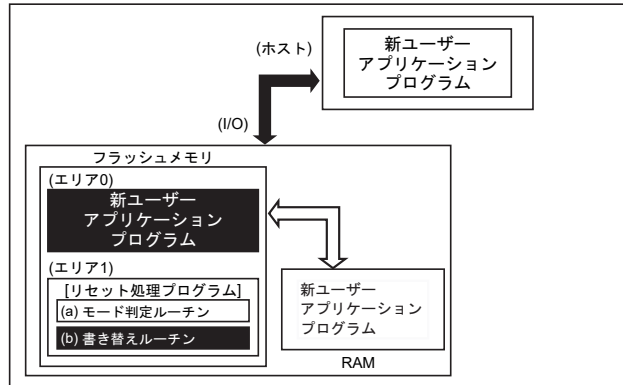 (ホスト)
新ユーザー
アプリケーション
プログラム
(I/O)
フラッシュメモリ
(エリア0)
新ユーザー
アプリケーション
プログラム
(エリア1)
[リセット処理プログラム]
(a) モード判定ルーチン
(b) 書き替えルーチン
新ユーザー
アプリケーション
プログラム
RAM